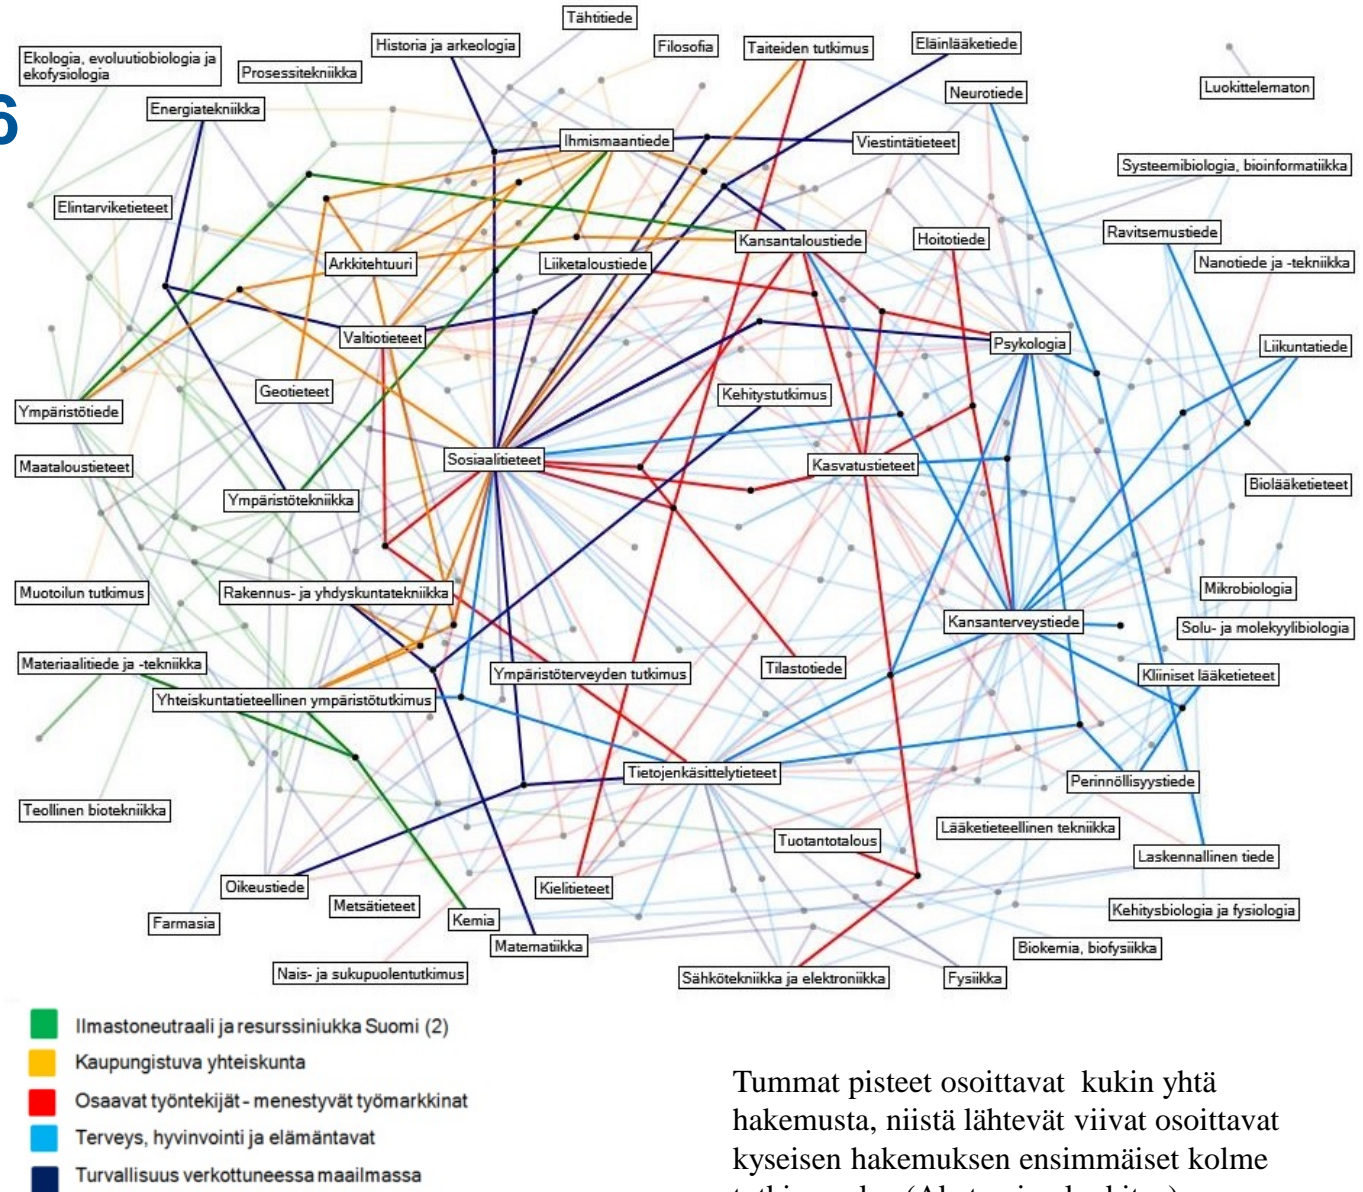 Tähtitiede
Historia ja arkeologia
Filosofia
Taiteiden tutkimus
Eläinlääketiede
Ekologia, evoluutiobiologia ja
ekofysiologia
Prosessitekniikka
Luokittelematon
Neurotiede
6
Energiatekniikka
Ihmismaantiede
Viestintätieteet
Systeemibiologia, bioinformatiikka
Elintarviketieteet
Kansantaloustiede
Hoitotiede
Ravitsemustiede
Arkkitehtuuri
Liiketaloustiede
Nanotiede ja -tekniikka
Valtiotieteet
Psykologia
Liikuntatiede
Geotieteet
Kehitystutkimus
Ympäristötiede
Maataloustieteet
Sosiaalitieteet
Kasvatustieteet
Biolääketieteet
Ympäristötekniikka
Muotoilun tutkimus
Rakennus- ja yhdyskuntatekniikka
Mikrobiologia
Kansanterveystiede
Solu- ja molekyylibiologia
Materiaalitiede ja -tekniikka
Ympäristöterveyden tutkimus
Tilastotiede
Kliiniset lääketieteet
Yhteiskuntatieteellinen ympäristötutkimus
Tietojenkäsittelytieteet
Perinnöllisyystiede
Teollinen biotekniikka
Lääketieteellinen tekniikka
Tuotantotalous
Laskennallinen tiede
Oikeustiede
Kielitieteet
Metsätieteet
Kehitysbiologia ja fysiologia
Farmasia
Kemia
Matematiikka
Biokemia, biofysiikka
Nais- ja sukupuolentutkimus
Sähkötekniikka ja elektroniikka
Fysiikka
Ilmastoneutraali ja resurssiniukka Suomi (2)
Kaupungistuva yhteiskunta
Osaavat työntekijät - menestyvät työmarkkinat
Terveys, hyvinvointi ja elämäntavat
Turvallisuus verkottuneessa maailmassa
Tummat pisteet osoittavat kukin yhtä
hakemusta, niistä lähtevät viivat osoittavat
kyseisen hakemuksen ensimmäiset kolme